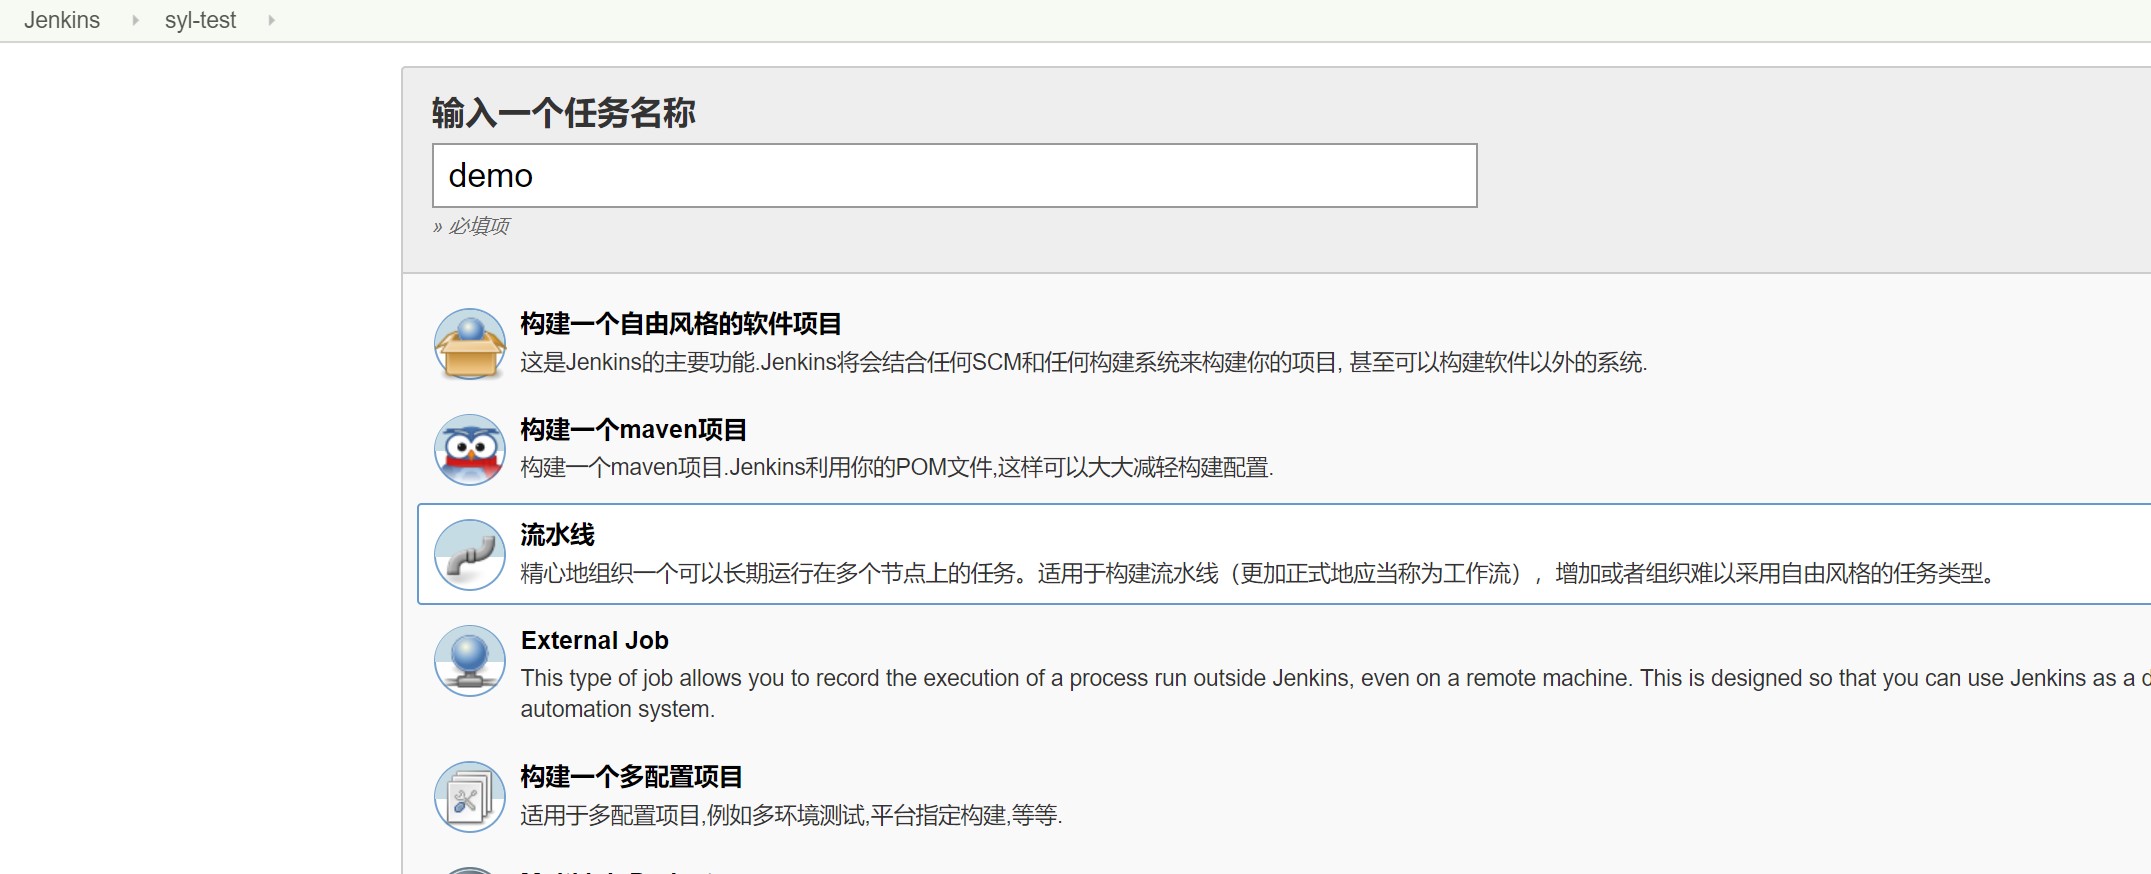 Jenkins syl-test
输入一个任务名称
demo
» 必填项
构建一个自由风格的软件项目
这是Jenkins的主要功能.Jenkins将会结合任何SCM和任何构建系统来构建你的项目, 甚至可以构建软件以外的系统.
构建一个maven项目
构建一个maven项目.Jenkins利用你的POM文件,这样可以大大减轻构建配置.
流水线
精心地组织一个可以长期运行在多个节点上的任务。适用于构建流水线（更加正式地应当称为工作流），增加或者组织难以采用自由风格的任务类型。
External Job
This type of job allows you to record the execution of a process run outside Jenkins, even on a remote machine. This is designed so that you can use Jenkins as a
automation system.
构建一个多配置项目
适用于多配置项目,例如多环境测试,平台指定构建,等等.